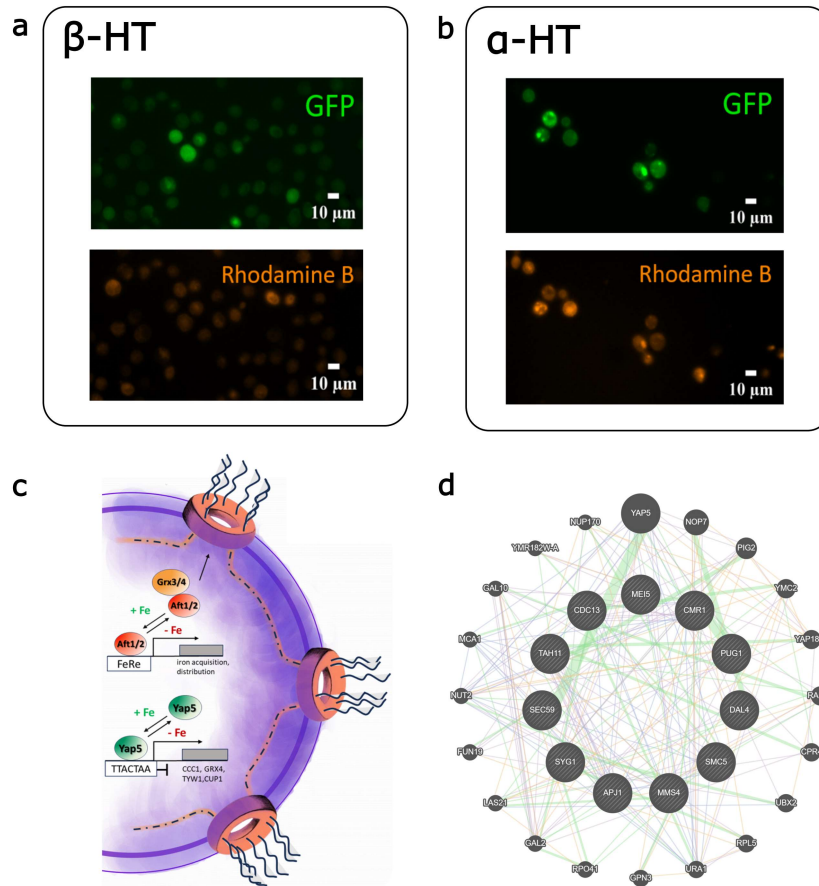 a
β-HT
GFP
10 µm
Rhodamine B
10 µm
b
α-HT
GFP
10 µm
Rhodamine B
10 µm
c
Grx3/4
+ Fe
Aft1/2
- Fe
Aft1/2
FeRe
iron acquisition,
distribution
+ Fe
Yap5
- Fe
Yap5
TTACTAA
CCC1, GRX4,
TYW1,CUP1
d
YAP5
NUP170
NOP7
YMR182W-A
PIG2
GAL10
MEI5
YMC2
CDC13
CMR1
MCA1
YAP18
TAH11
PUG1
NUT2
SEC59
DAL4
FUN19
SYG1
SMC5
CPR4
APJ1
MMS4
LAS21
UBX2
GAL2
RPL5
RPO41
GPN3
URA1